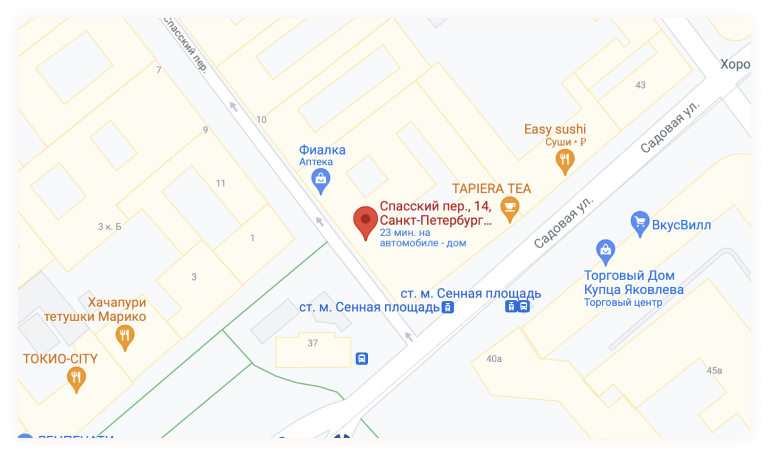 Спасский пер.
Хоро
7
43
Садовая ул.
10
Easy sushi
Суши • ₽
9
Фиалка
Аптека
11
TAPIERA TEA
Спасский пер., 14,
Санкт-Петербург...
23 мин. на
автомобиле - дом
Садовая ул.
ВкусВилл
3 к. Б
1
3
Торговый Дом
Купца Яковлева
Торговый центр
ст. м. Сенная площадь
ст. м. Сенная площадь
Хачапури
тетушки Марико
37
ТОКИО-CITY
40а
45в